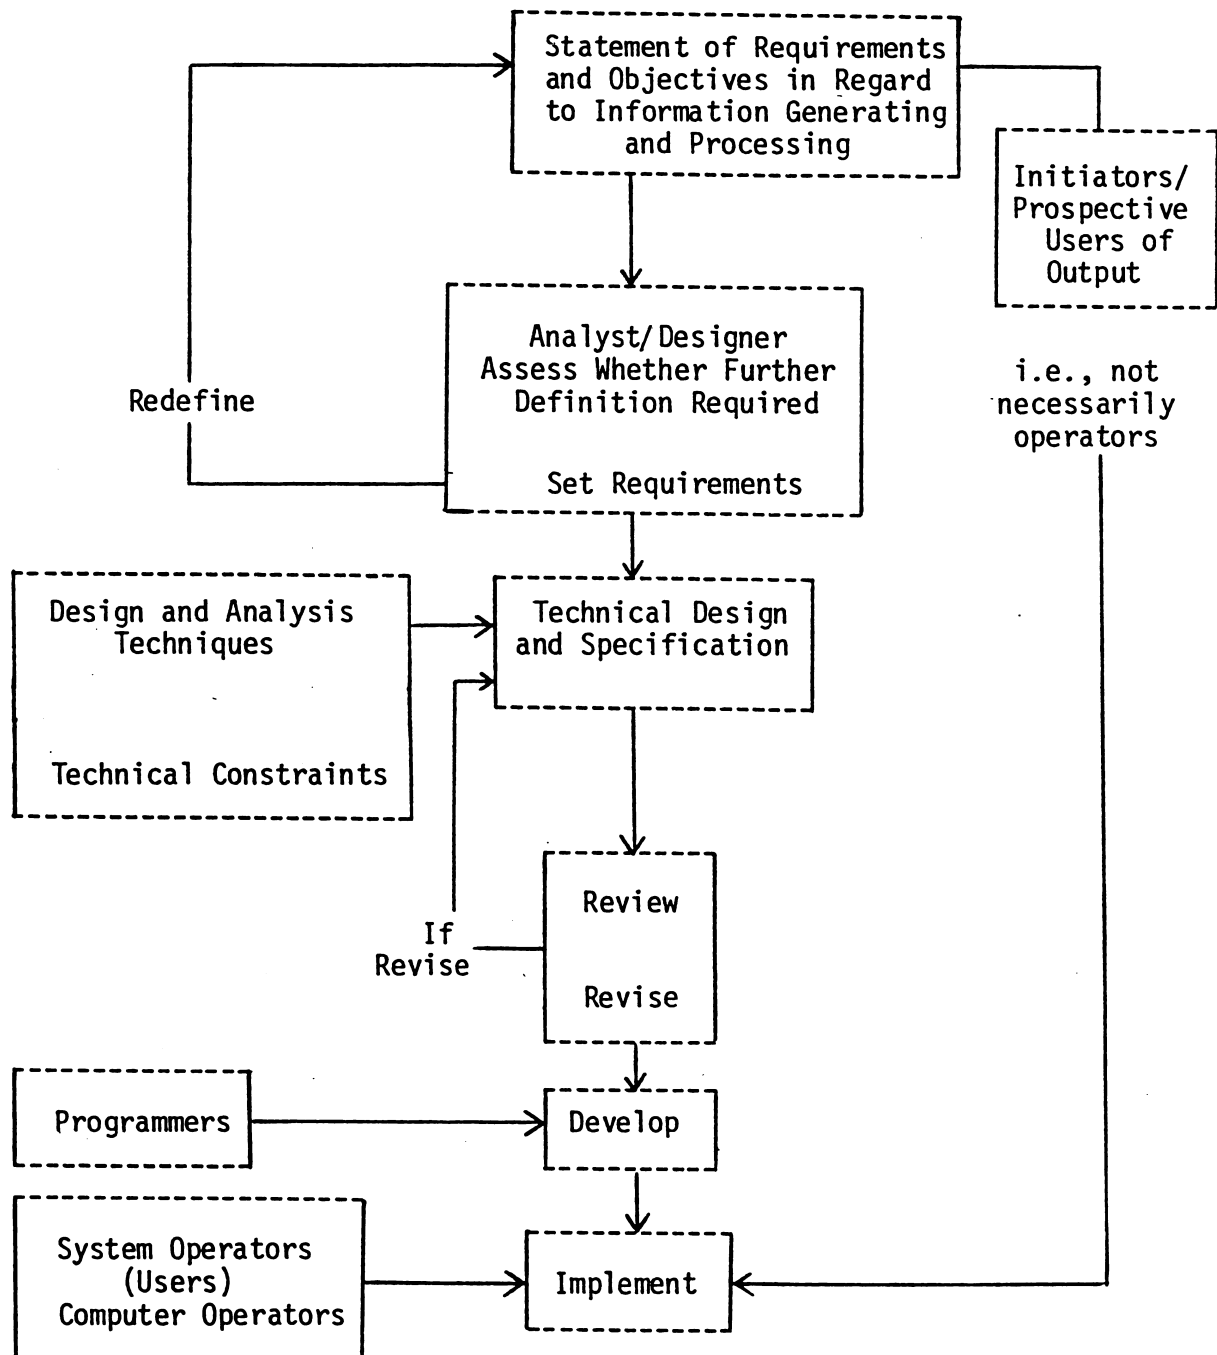 Statement of Requirements
and Objectives in Regard
to Information Generating
and Processing
Initiators/
Prospective
Users of
Output
Analyst/Designer
Assess Whether Further
Definition Required
Set Requirements
Redefine
i.e., not
necessarily
operators
Design and Analysis
Techniques
Technical Constraints
Technical Design
and Specification
Review
Revise
If
Revise
Programmers
Develop
System Operators
(Users)
Computer Operators
Implement